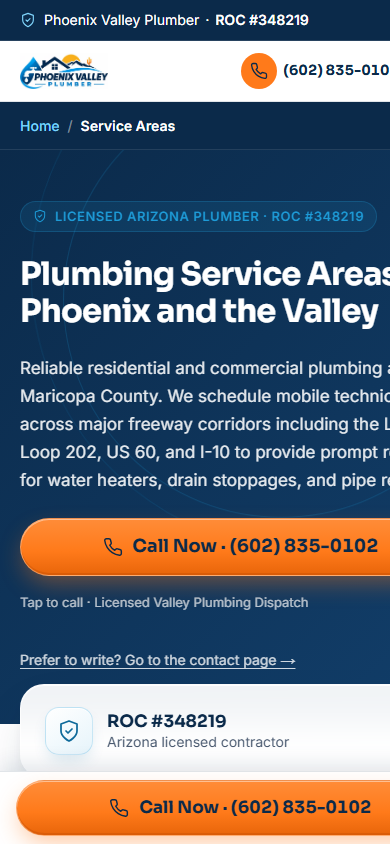 Phoenix Valley Plumber · ROC #348219
PHOENIX VALLEY
PLUMBER
(602) 835-010
Home / Service Areas
LICENSED ARIZONA PLUMBER · ROC #348219
Plumbing Service Areas
Phoenix and the Valley
Reliable residential and commercial plumbing a
Maricopa County. We schedule mobile technic
across major freeway corridors including the L
Loop 202, US 60, and I-10 to provide prompt re
for water heaters, drain stoppages, and pipe re
Call Now · (602) 835-0102
Tap to call · Licensed Valley Plumbing Dispatch
Prefer to write? Go to the contact page →
ROC #348219
Arizona licensed contractor
Call Now · (602) 835-0102